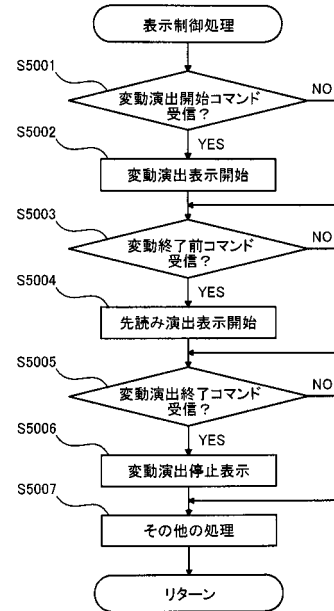 表示制御処理
S5001
変動演出開始コマンド
受信？
NO
YES
S5002
変動演出表示開始
S5003
変動終了前コマンド
受信？
NO
YES
S5004
先読み演出表示開始
S5005
変動演出終了コマンド
受信？
NO
YES
S5006
変動演出停止表示
S5007
その他の処理
リターン